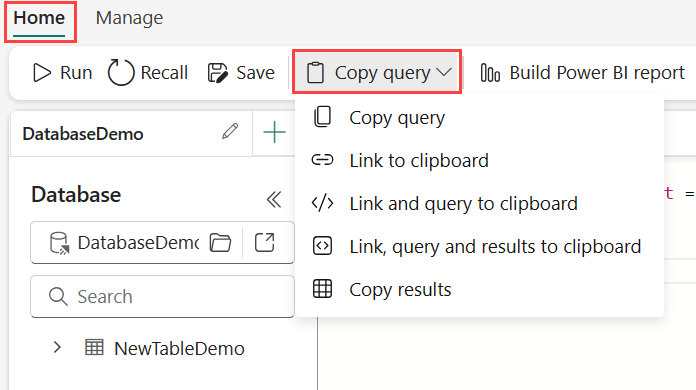 Home Manage
Run Recall Save Copy query Build Power BI report
DatabaseDemo
Copy query
Link to clipboard
Link and query to clipboard
Link, query and results to clipboard
Copy results
t =
Database
DatabaseDemo
Search
NewTableDemo